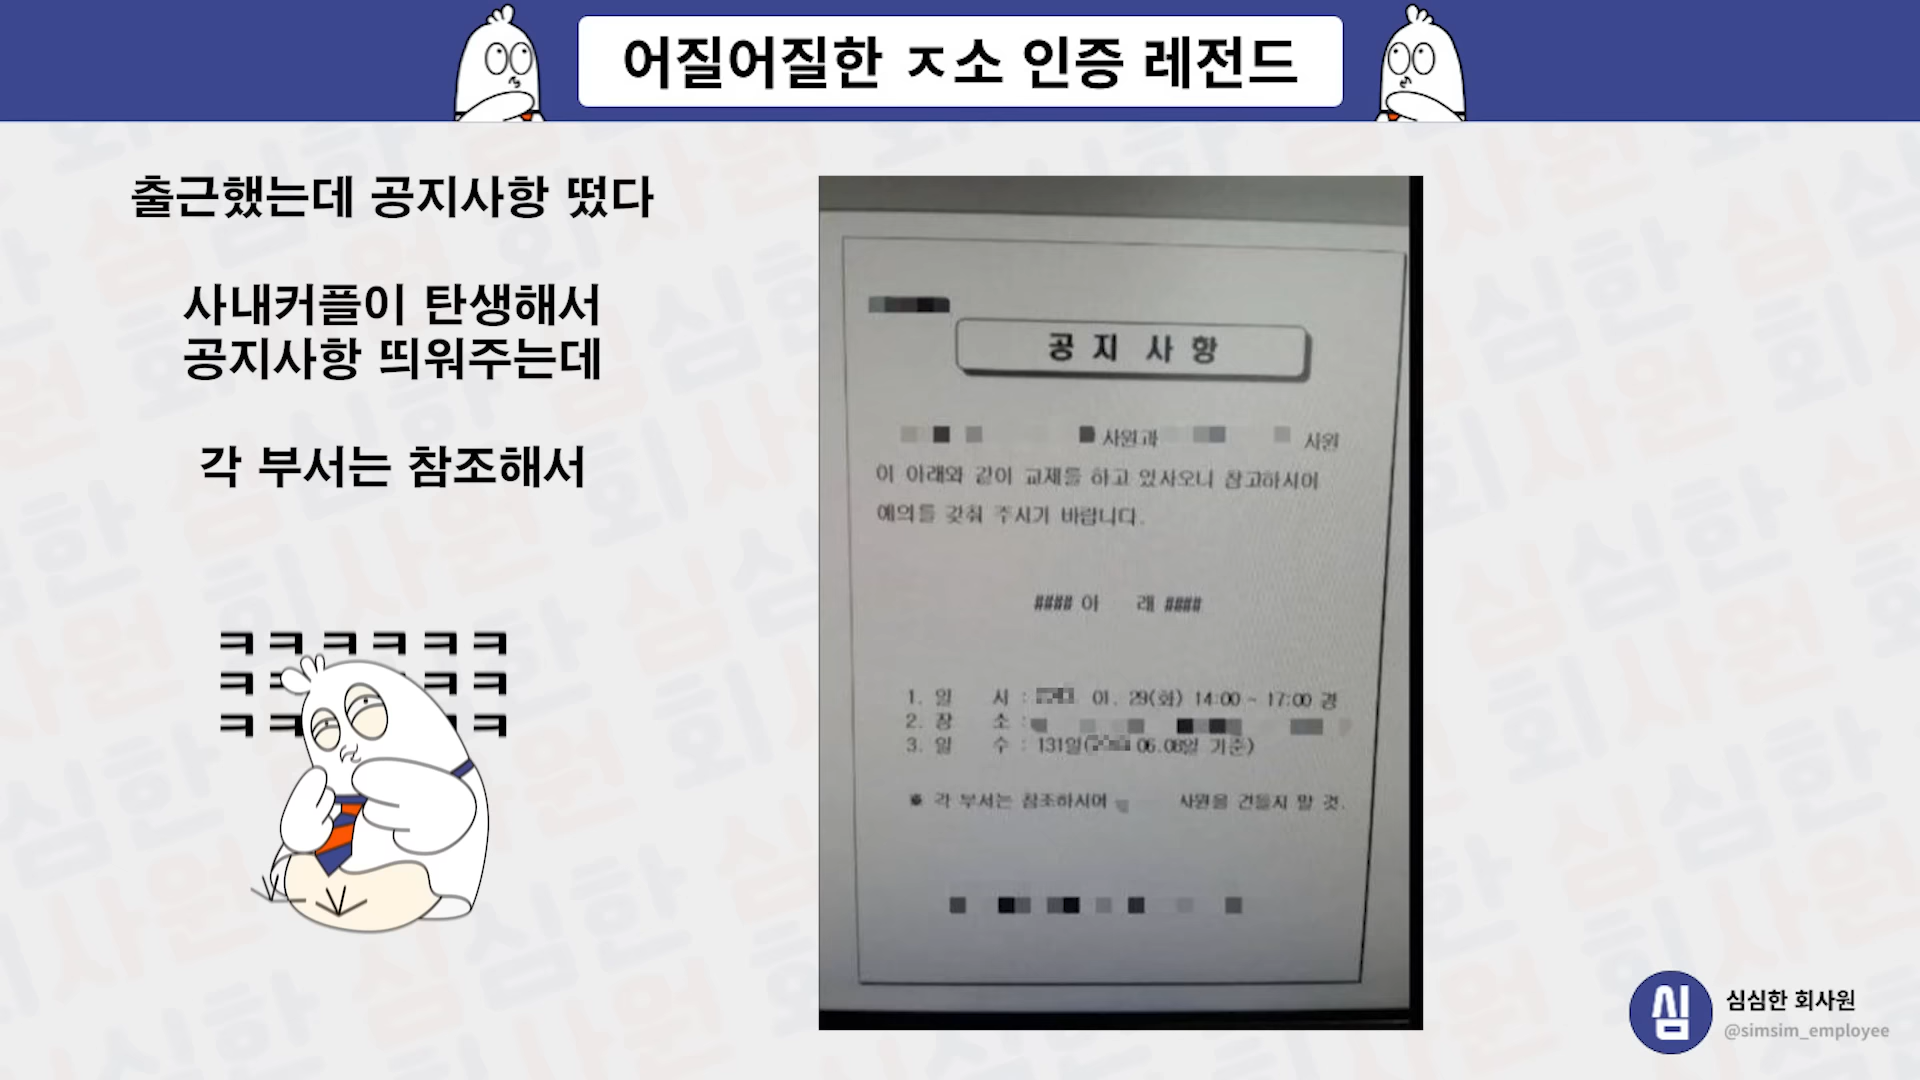 어질어질한 ㅈ소 인증 레전드
출근했는데 공지사항 떴다
사내커플이 탄생해서
공지사항 띄워주는데
각 부서는 참조해서
ㅋㅋㅋㅋㅋㅋ
ㅋㅋ ㅋㅋ
ㅋㅋ ㅋ
공 지 사 항
사원과 사원
이 아래와 같이 교제를 하고 있사오니 참고하시어
예의를 갖춰 주시기 바랍니다.
#### 아 래 ####
1. 일 시 : 01. 29(화) 14:00 ~ 17:00 경
2. 장 소 :
3. 일 수 : 131일( 06.08일 기준)
※ 각 부서는 참조하시며 사원을 건들지 말 것.
심
심심한 회사원
@simsim_employee